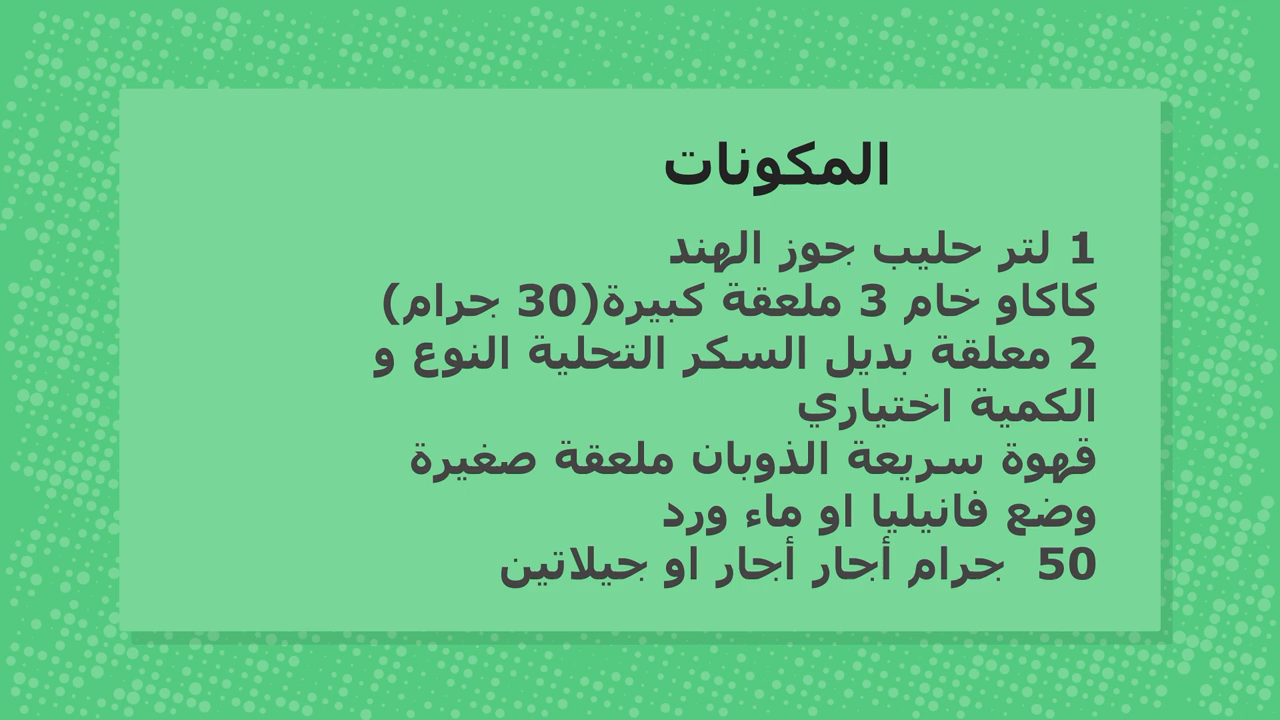 المكونات
1 لتر حليب جوز الهند
كاكاو خام 3 ملعقة كبيرة(30 جرام)
2 معلقة بديل السكر التحلية النوع و
الكمية اختياري
قهوة سريعة الذوبان ملعقة صغيرة
وضع فانيليا او ماء ورد
50 جرام أجار أجار او جيلاتين